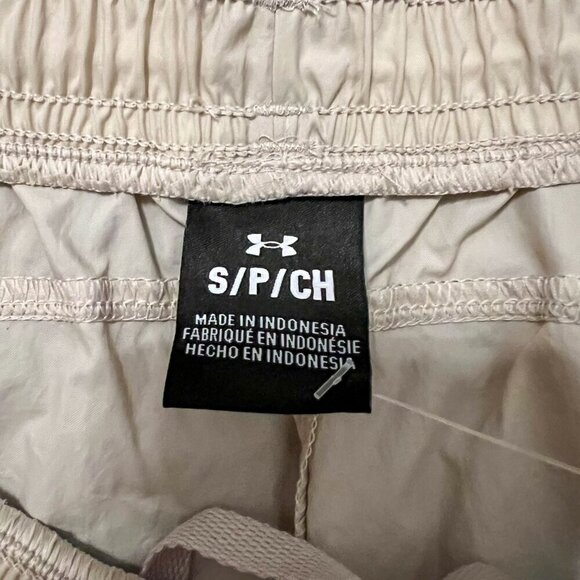 S/P/CH
MADE IN INDONESIA
FABRIQUÉ EN INDONÉSIE
HECHO EN INDONESIA